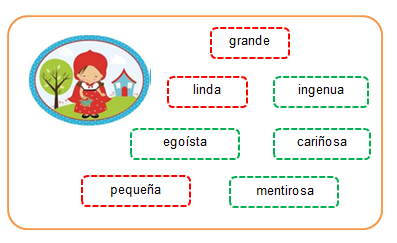 grande
linda
ingenua
egoísta
cariñosa
pequeña
mentirosa